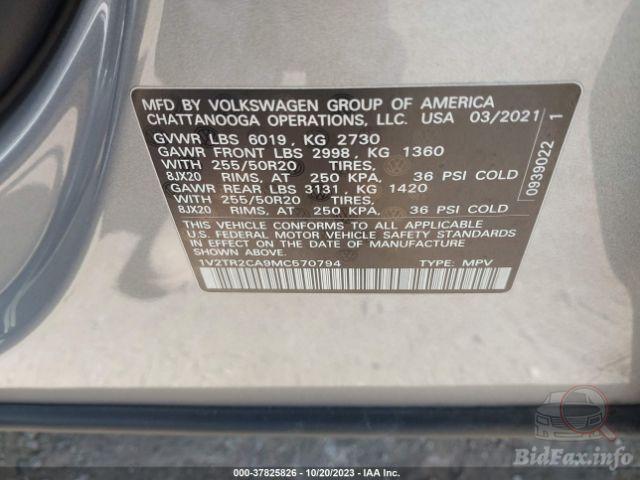 MFD BY VOLKSWAGEN GROUP OF AMERICA
CHATTANOOGA OPERATIONS, LLC. USA 03/2021
GVWR LBS 6019, KG 2730
GAWR FRONT LBS 2998, KG 1360
WITH 255/50R20 TIRES,
8JX20 RIMS, AT 250 KPA, 36 PSI COLD
GAWR REAR LBS 3131, KG 1420
WITH 255/50R20 TIRES,
8JX20 RIMS, AT 250 KPA, 36 PSI COLD
THIS VEHICLE CONFORMS TO ALL APPLICABLE
U.S. FEDERAL MOTOR VEHICLE SAFETY STANDARDS
IN EFFECT ON THE DATE OF MANUFACTURE
SHOWN ABOVE.
1V2TR2CA9MC570794 TYPE: MPV
0939022 1
000-37825826 - 10/20/2023 - IAA Inc.
BidFax.info